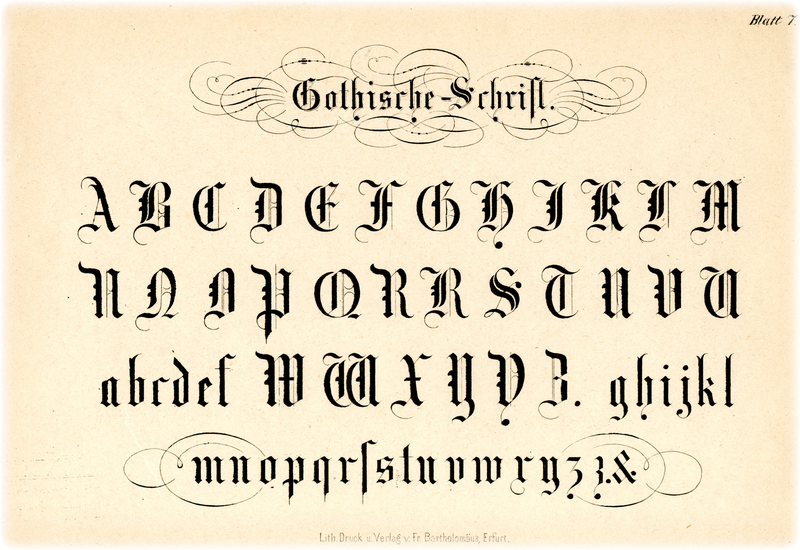 Blatt 7
Gothische-Schrift.
A B C D E F G H I K L M
N N O P Q R R S T U V U
abcdef W W X Y Y Z. ghijkl
mnopqrſstuvwxyzz.&
Lith. Druck u. Verlag v. Fr. Bartholomäus, Erfurt.